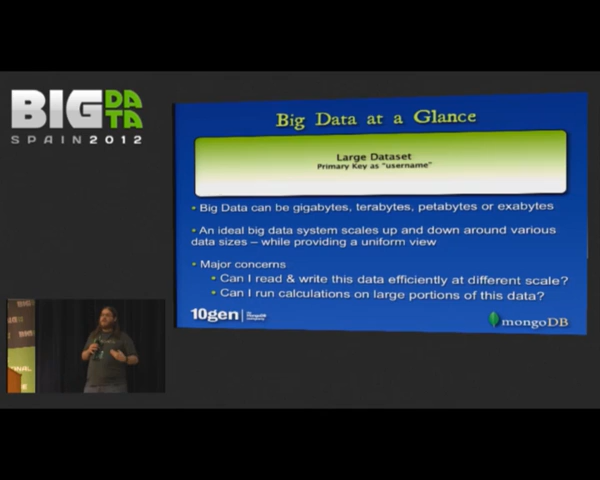 BIG DATA
SPAIN 2012
Big Data at a Glance
Large Dataset
Primary Key as "username"
• Big Data can be gigabytes, terabytes, petabytes or exabytes
• An ideal big data system scales up and down around various
data sizes – while providing a uniform view
• Major concerns
• Can I read & write this data efficiently at different scale?
• Can I run calculations on large portions of this data?
10gen
mongoDB